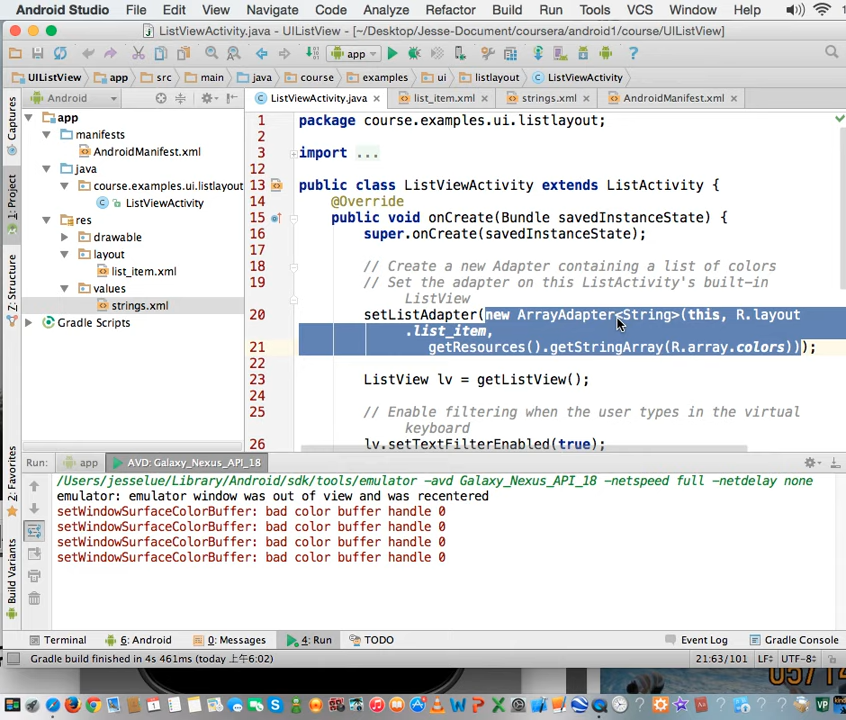 Android Studio File Edit View Navigate Code Analyze Refactor Build Run Tools VCS Window Help
ListViewActivity.java - UIListView - [~/Desktop/Jesse-Document/coursera/android1/course/UIListView]
app
UIListView app src main java course examples ui listlayout ListViewActivity
Android
ListViewActivity.java list_item.xml strings.xml AndroidManifest.xml
Captures
1: Project
Z: Structure
2: Favorites
Build Variants
app
manifests
AndroidManifest.xml
java
course.examples.ui.listlayout
ListViewActivity
res
drawable
layout
list_item.xml
values
strings.xml
Gradle Scripts
1 package course.examples.ui.listlayout;
2
3 import ...
12
13 public class ListViewActivity extends ListActivity {
14 @Override
15 public void onCreate(Bundle savedInstanceState) {
16 super.onCreate(savedInstanceState);
17
18 // Create a new Adapter containing a list of colors
19 // Set the adapter on this ListActivity's built-in
ListView
20 setListAdapter(new ArrayAdapter<String>(this, R.layout
.list_item,
21 getResources().getStringArray(R.array.colors)));
22
23 ListView lv = getListView();
24
25 // Enable filtering when the user types in the virtual
keyboard
26 lv.setTextFilterEnabled(true);
Run: app AVD: Galaxy_Nexus_API_18
/Users/jesselue/Library/Android/sdk/tools/emulator -avd Galaxy_Nexus_API_18 -netspeed full -netdelay none
emulator: emulator window was out of view and was recentered
setWindowSurfaceColorBuffer: bad color buffer handle 0
setWindowSurfaceColorBuffer: bad color buffer handle 0
setWindowSurfaceColorBuffer: bad color buffer handle 0
setWindowSurfaceColorBuffer: bad color buffer handle 0
Terminal 6: Android 0: Messages 4: Run TODO Event Log Gradle Console
Gradle build finished in 4s 461ms (today 上午6:02) 21:63/101 LF UTF-8